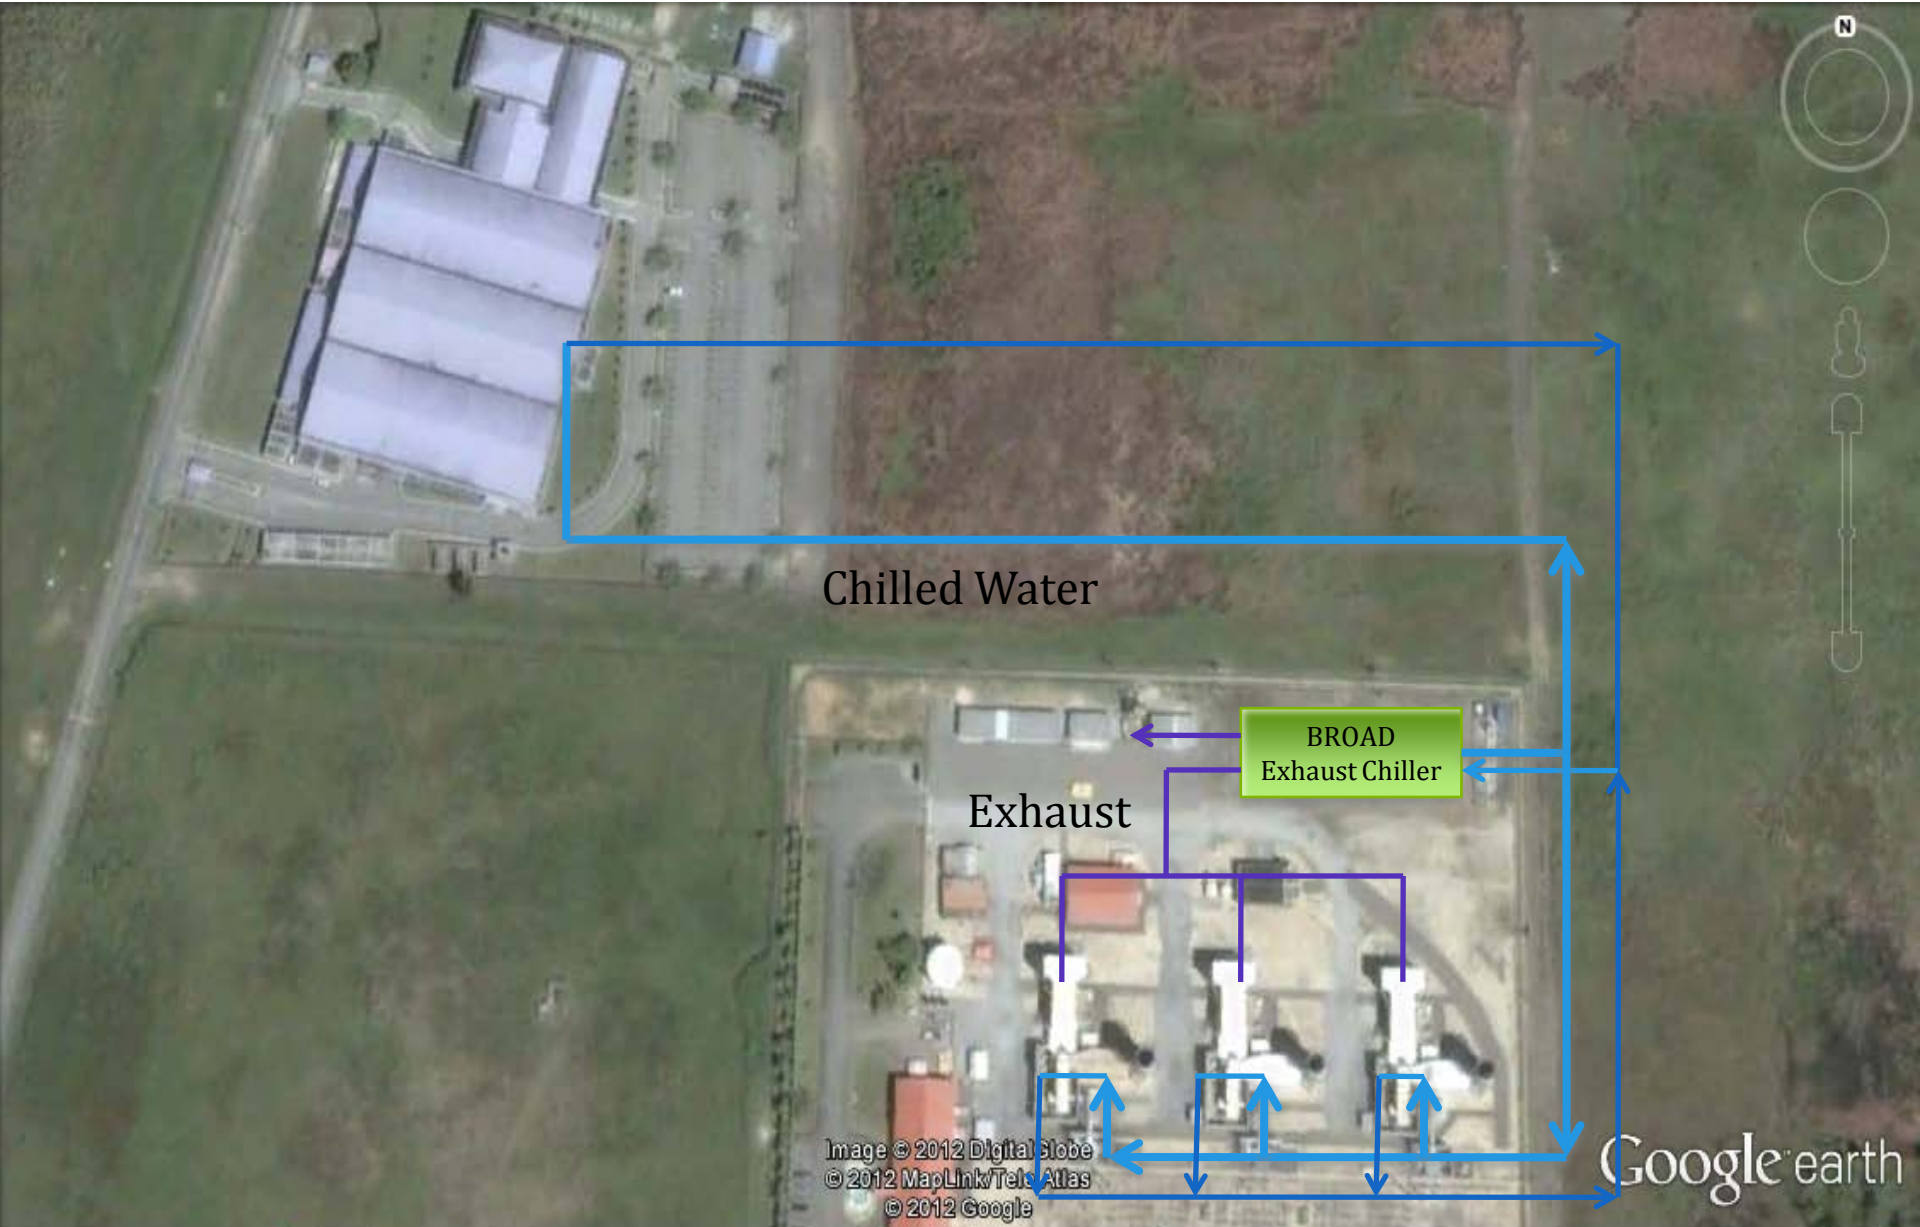 N
Chilled Water
BROAD
Exhaust Chiller
Exhaust
Image © 2012 DigitalGlobe
© 2012 MapLink/Tele Atlas
© 2012 Google
Google earth